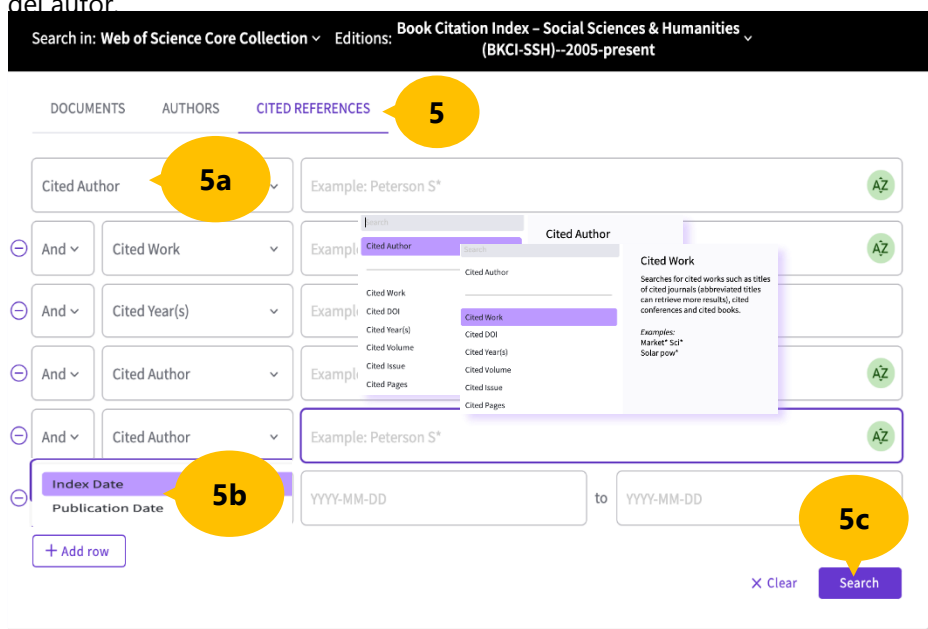 del autor.
Search in: Web of Science Core Collection Editions: Book Citation Index – Social Sciences & Humanities
(BKCI-SSH)--2005-present
DOCUMENTS AUTHORS CITED REFERENCES 5
Cited Author 5a Example: Peterson S* AZ
And Cited Work Exampl AZ
And Cited Year(s) Exampl
And Cited Author Exampl AZ
And Cited Author Example: Peterson S* AZ
Search
Cited Author
Cited Work
Cited DOI
Cited Year(s)
Cited Volume
Cited Issue
Cited Pages
Cited Author
Search
Cited Author
Cited Work
Cited DOI
Cited Year(s)
Cited Volume
Cited Issue
Cited Pages
Cited Work
Searches for cited works such as titles
of cited journals (abbreviated titles
can retrieve more results), cited
conferences and cited books.
Examples:
Market* Sci*
Solar pow*
Index Date
Publication Date
5b YYYY-MM-DD to YYYY-MM-DD
5c
+ Add row
× Clear Search